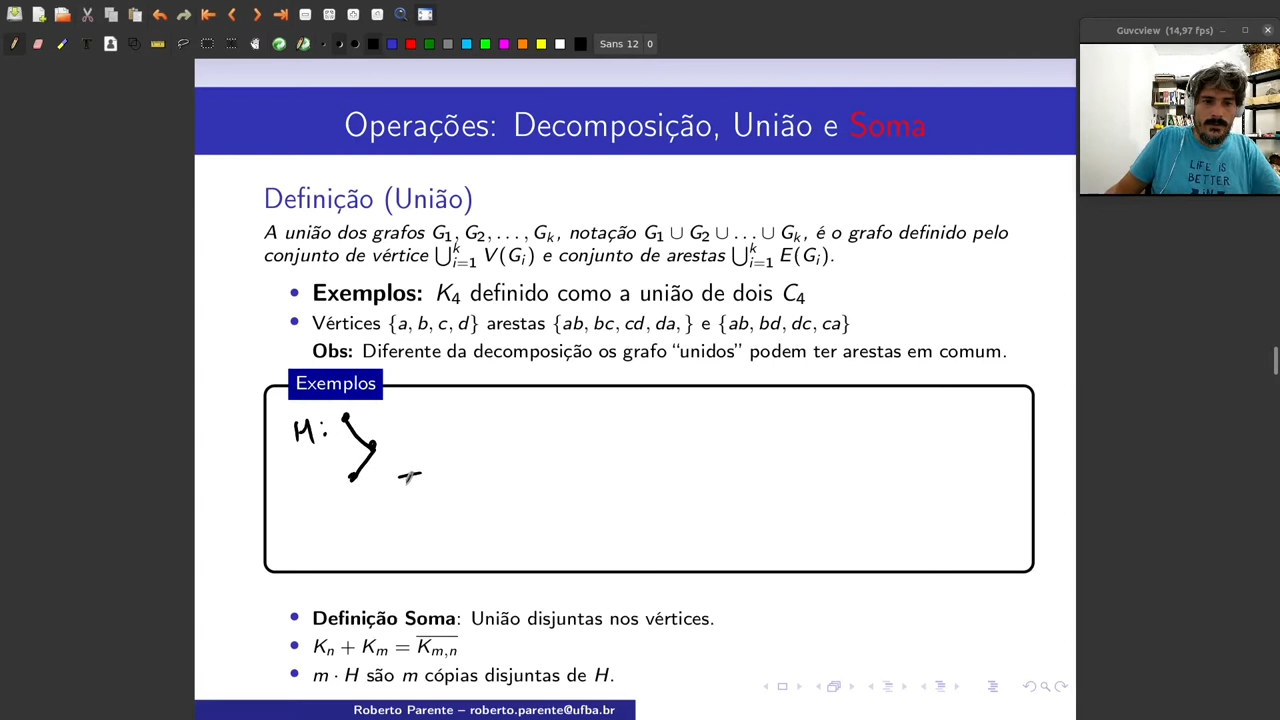 Sans 12 0
Guvcview (14,97 fps)
Operações: Decomposição, União e Soma
Definição (União)
A união dos grafos G₁, G₂, . . . , Gₖ, notação G₁ ∪ G₂ ∪ . . . ∪ Gₖ, é o grafo definido pelo
conjunto de vértice ⋃ᵏᵢ₌₁ V(Gᵢ) e conjunto de arestas ⋃ᵏᵢ₌₁ E(Gᵢ).
• Exemplos: K₄ definido como a união de dois C₄
• Vértices {a, b, c, d} arestas {ab, bc, cd, da, } e {ab, bd, dc, ca}
Obs: Diferente da decomposição os grafo “unidos” podem ter arestas em comum.
Exemplos
H:
• Definição Soma: União disjuntas nos vértices.
• Kₙ + Kₘ = K̅ₘ,ₙ
• m · H são m cópias disjuntas de H.
Roberto Parente – roberto.parente@ufba.br
LIFE IS
BETTER
IN